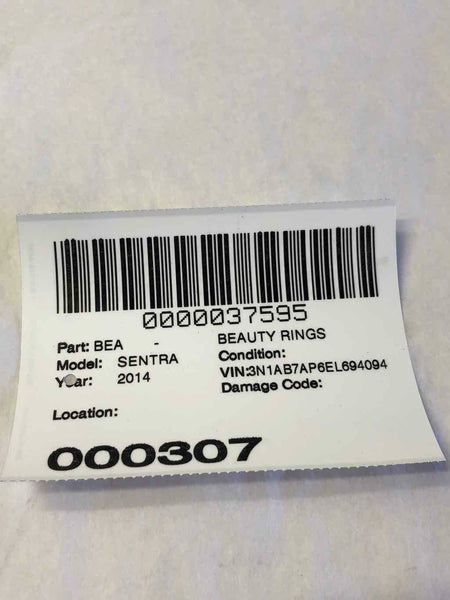 0000037595
Part: BEA - BEAUTY RINGS
Model: SENTRA Condition:
Year: 2014 VIN:3N1AB7AP6EL694094
Damage Code:
Location:
000307